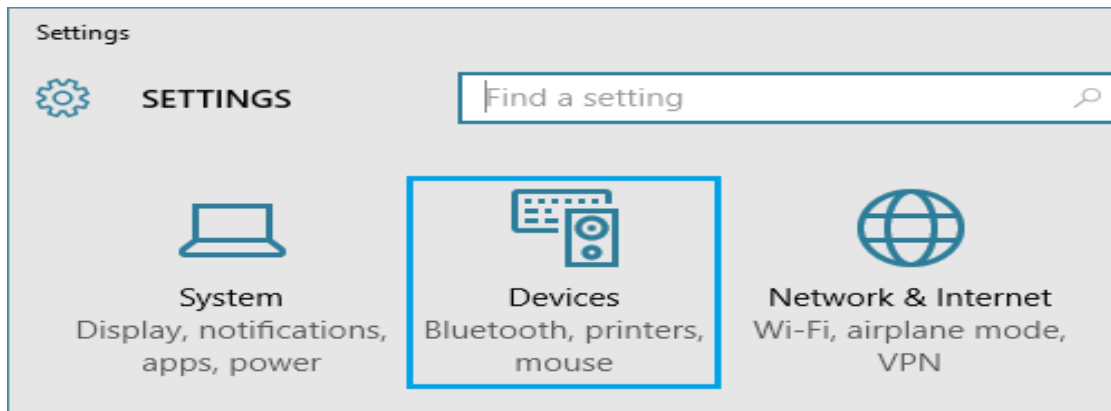 Settings
SETTINGS
Find a setting
System
Display, notifications,
apps, power
Devices
Bluetooth, printers,
mouse
Network & Internet
Wi-Fi, airplane mode,
VPN